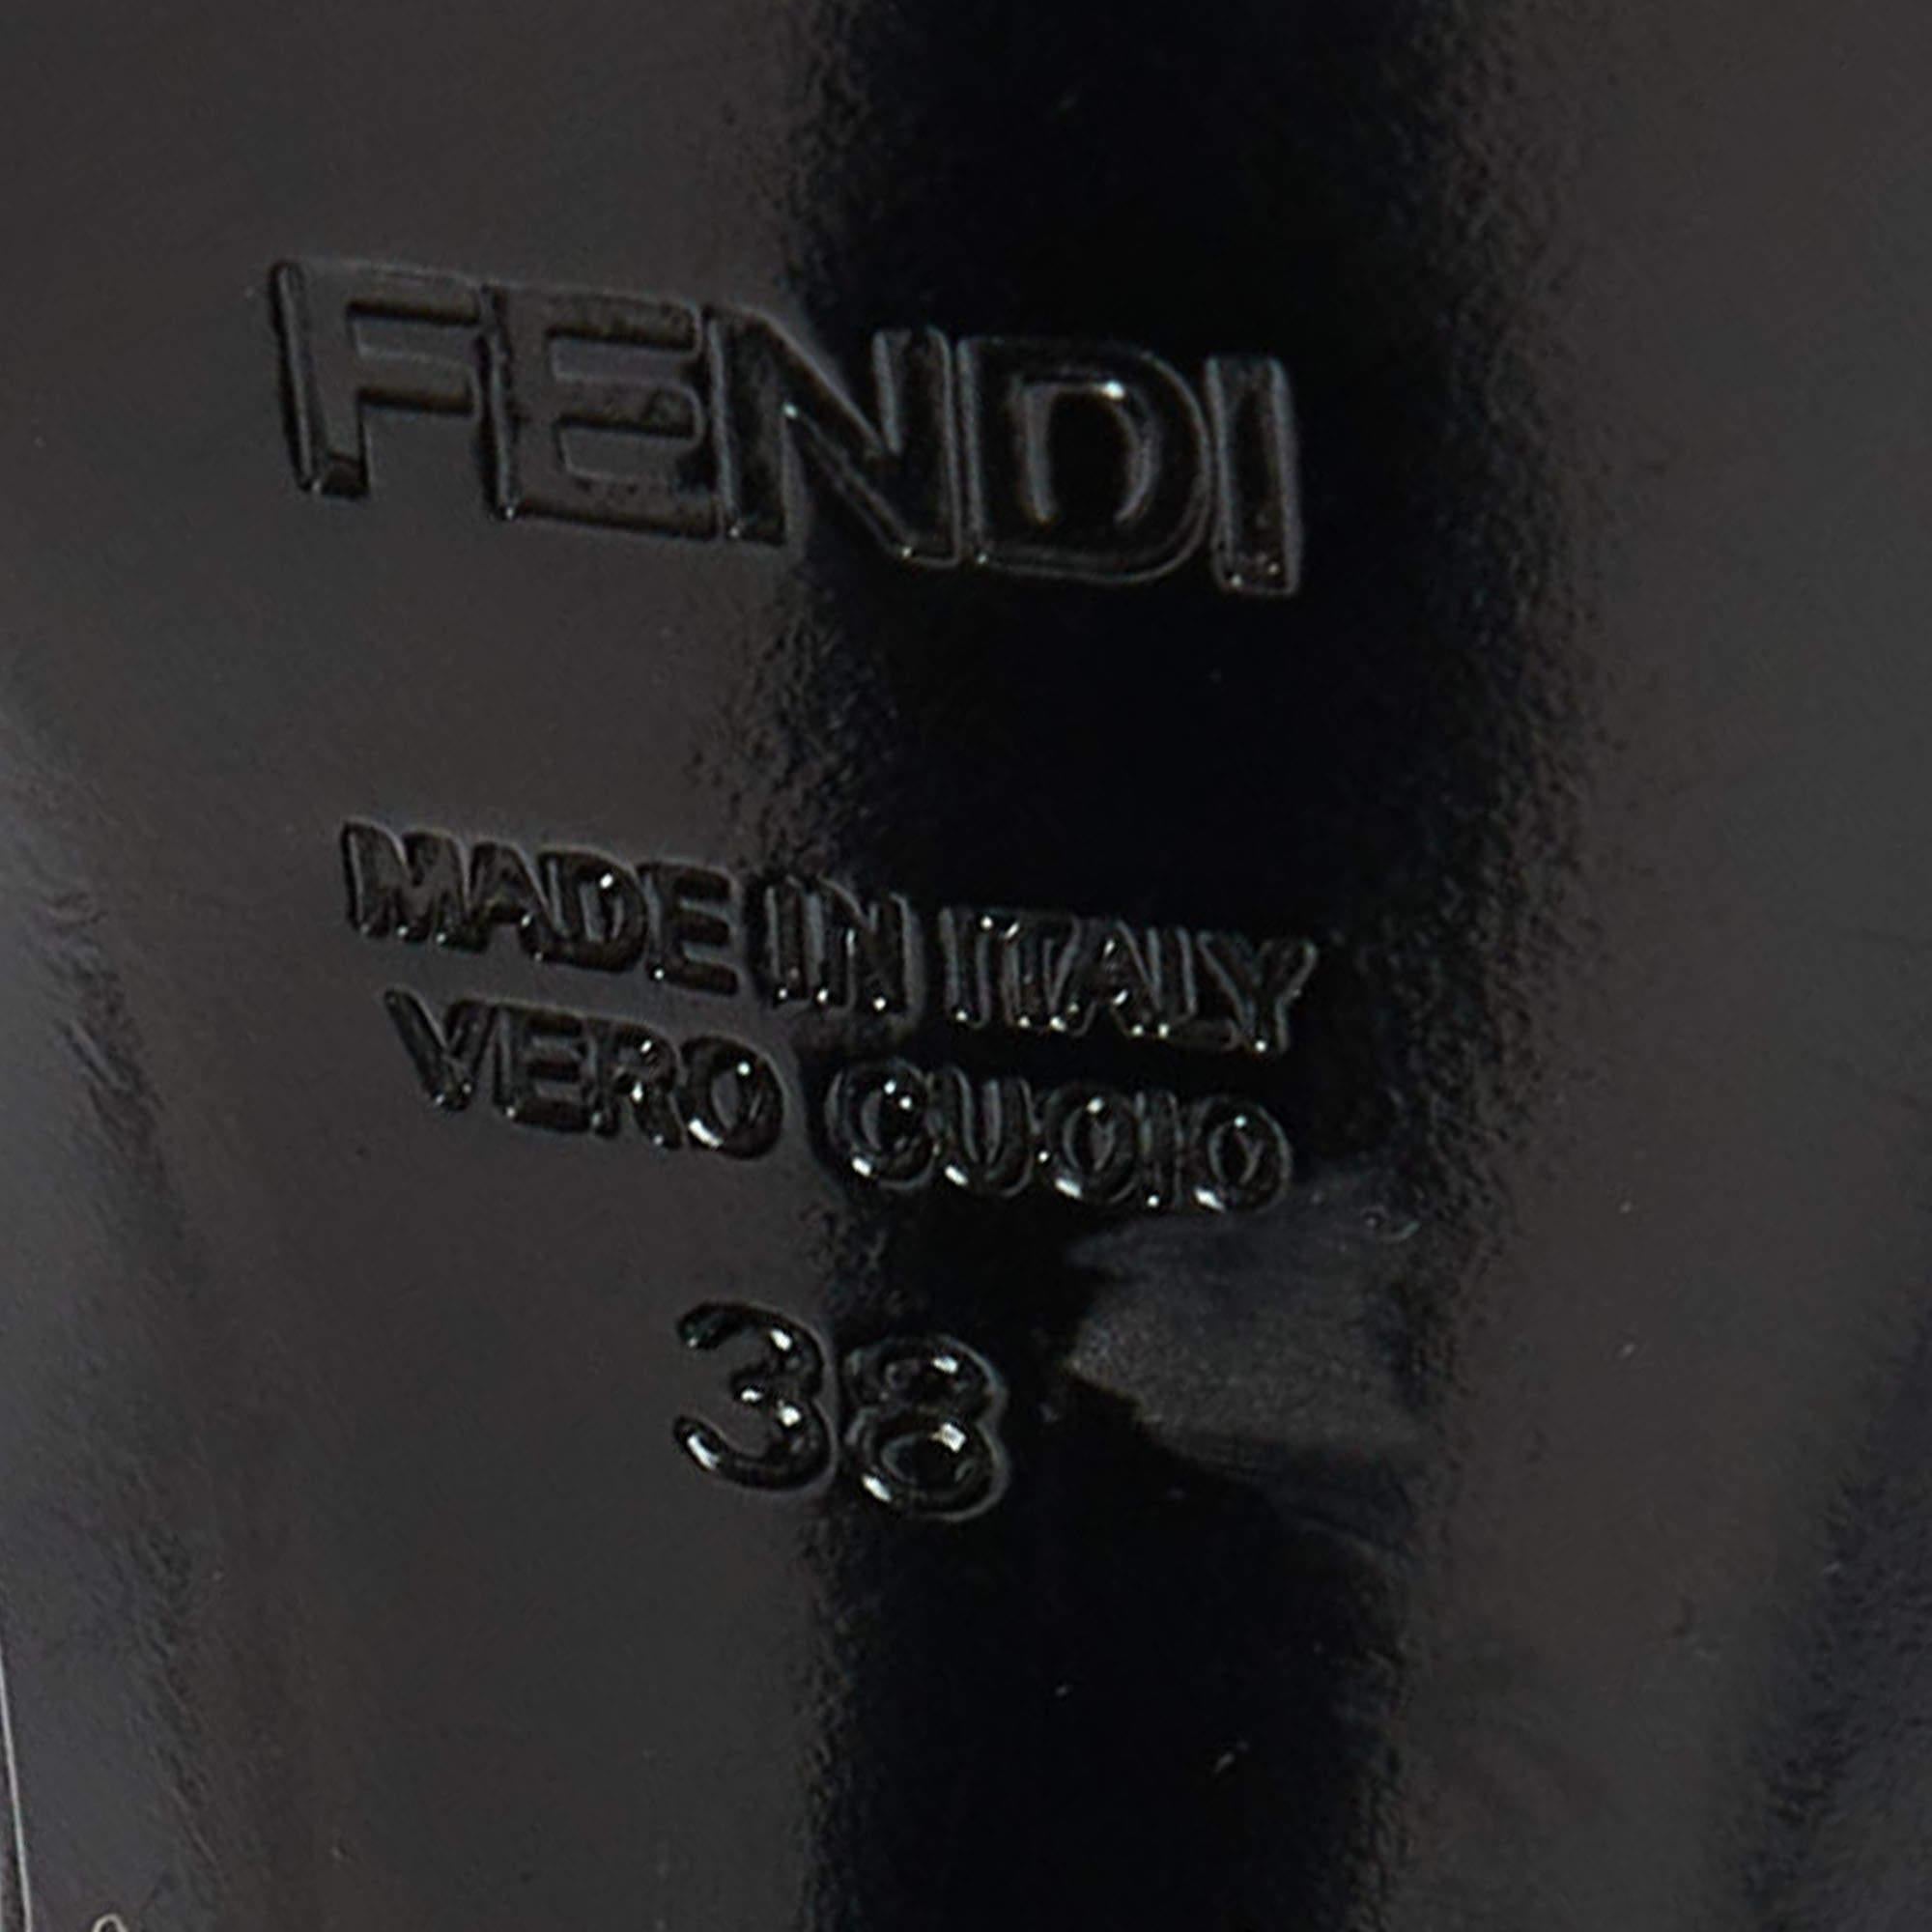 FENDI
MADE IN ITALY
VERO CUOIO
38